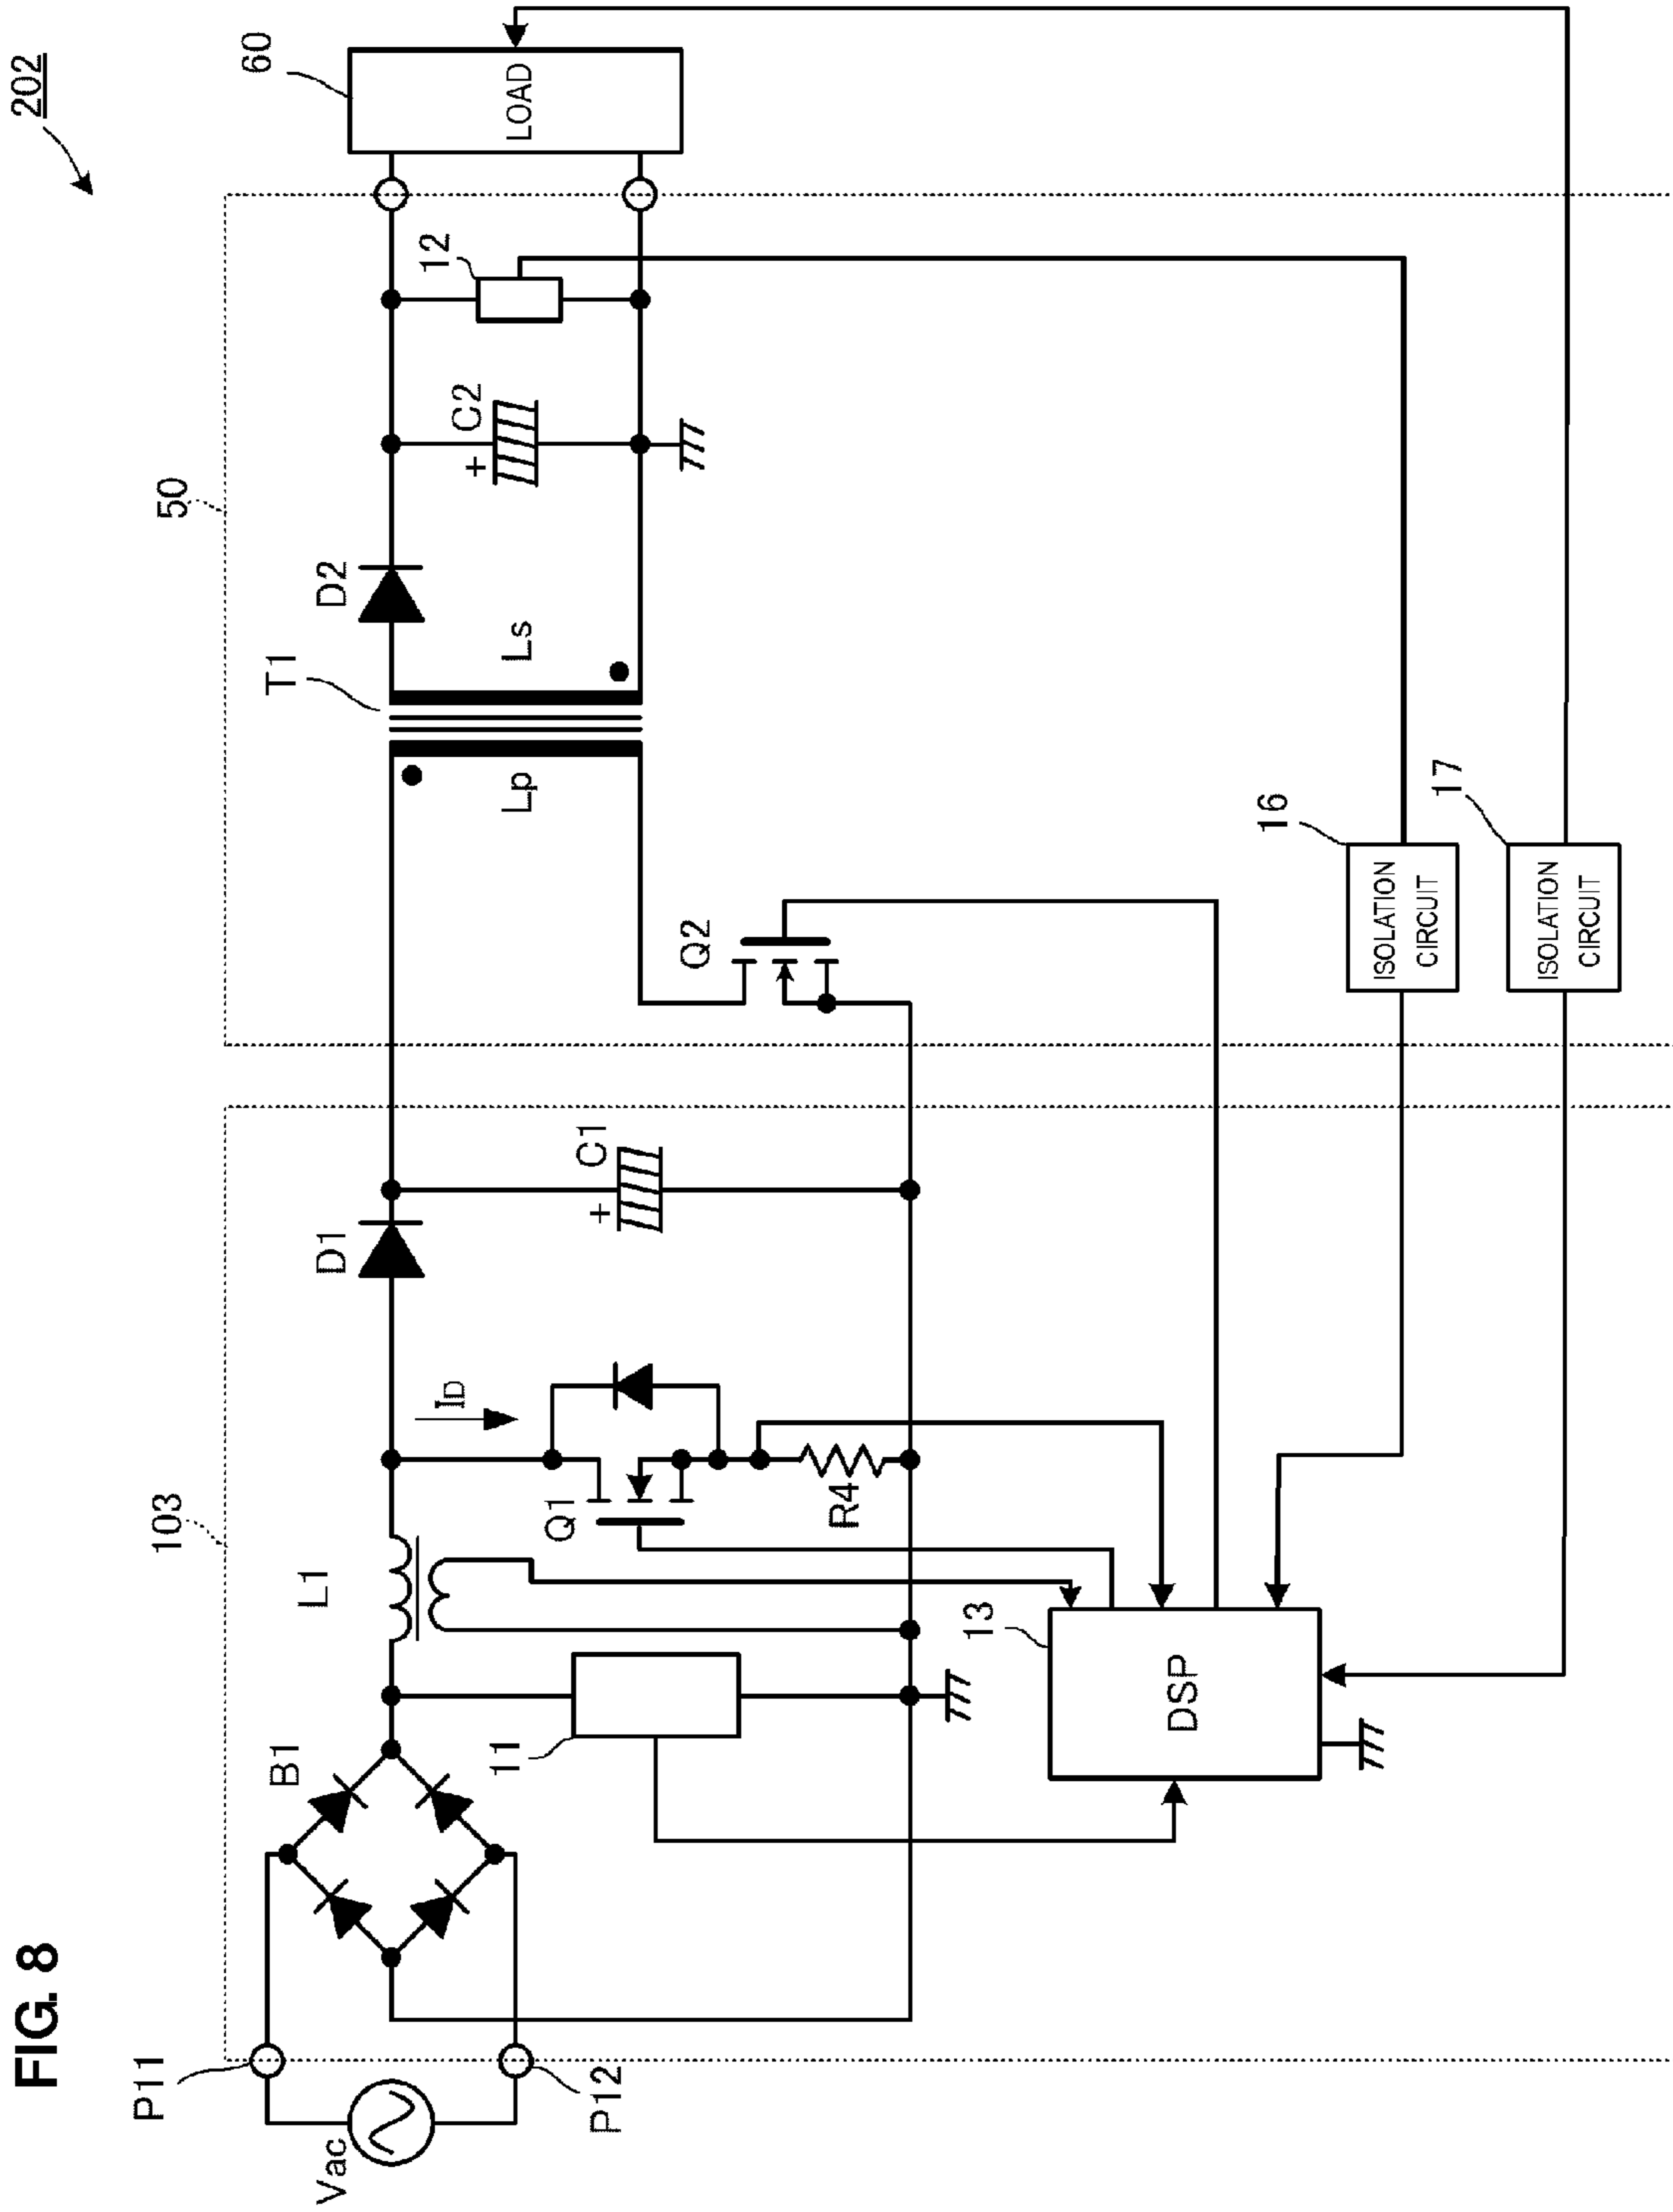 FIG. 8
202
103
50
60
P11
P12
Vac
B1
L1
D1
ID
Q1
R4
C1
11
13
DSP
T1
Lp
Ls
D2
C2
+
+
12
Q2
LOAD
16
ISOLATION
CIRCUIT
17
ISOLATION
CIRCUIT